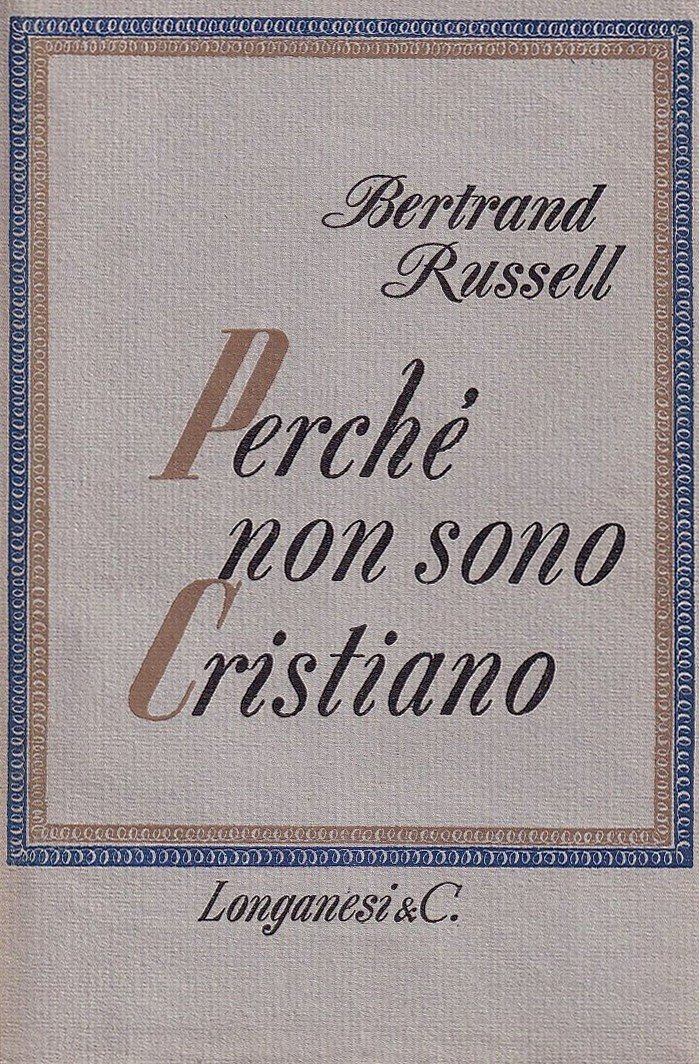 Bertrand
Russell
Perché
non sono
Cristiano
Longanesi & C.